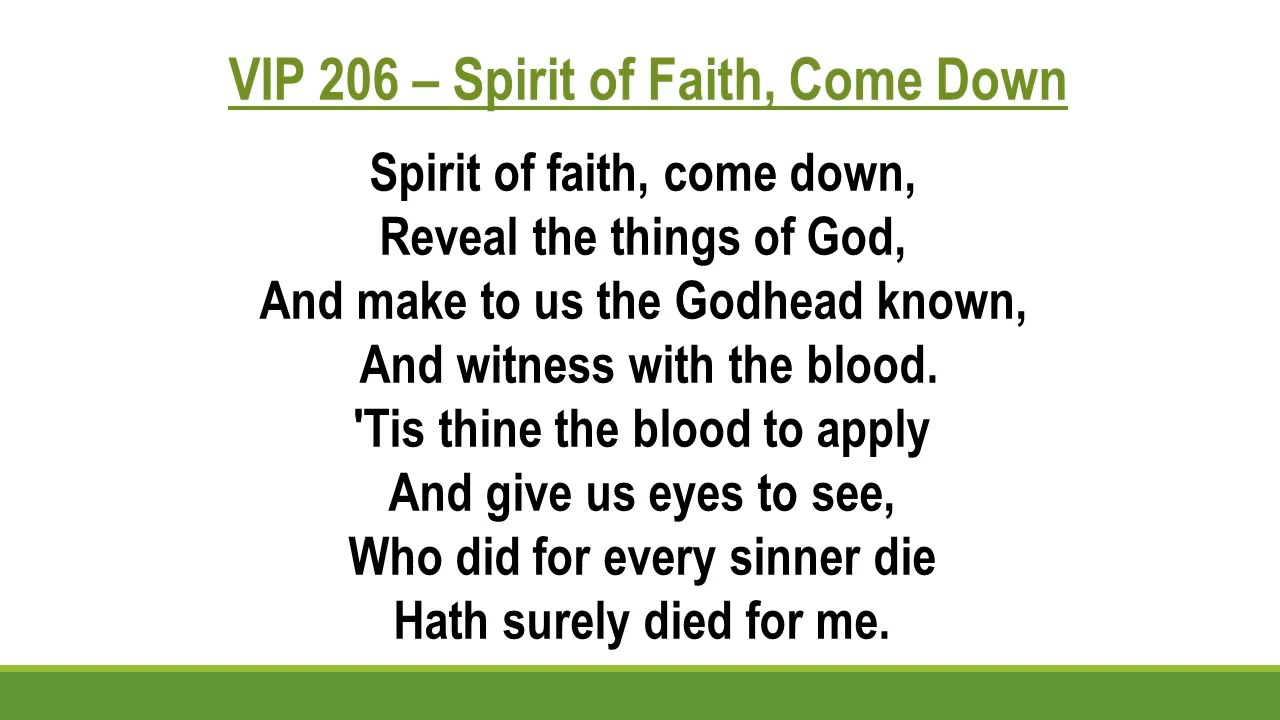 VIP 206 – Spirit of Faith, Come Down
Spirit of faith, come down,
Reveal the things of God,
And make to us the Godhead known,
And witness with the blood.
'Tis thine the blood to apply
And give us eyes to see,
Who did for every sinner die
Hath surely died for me.